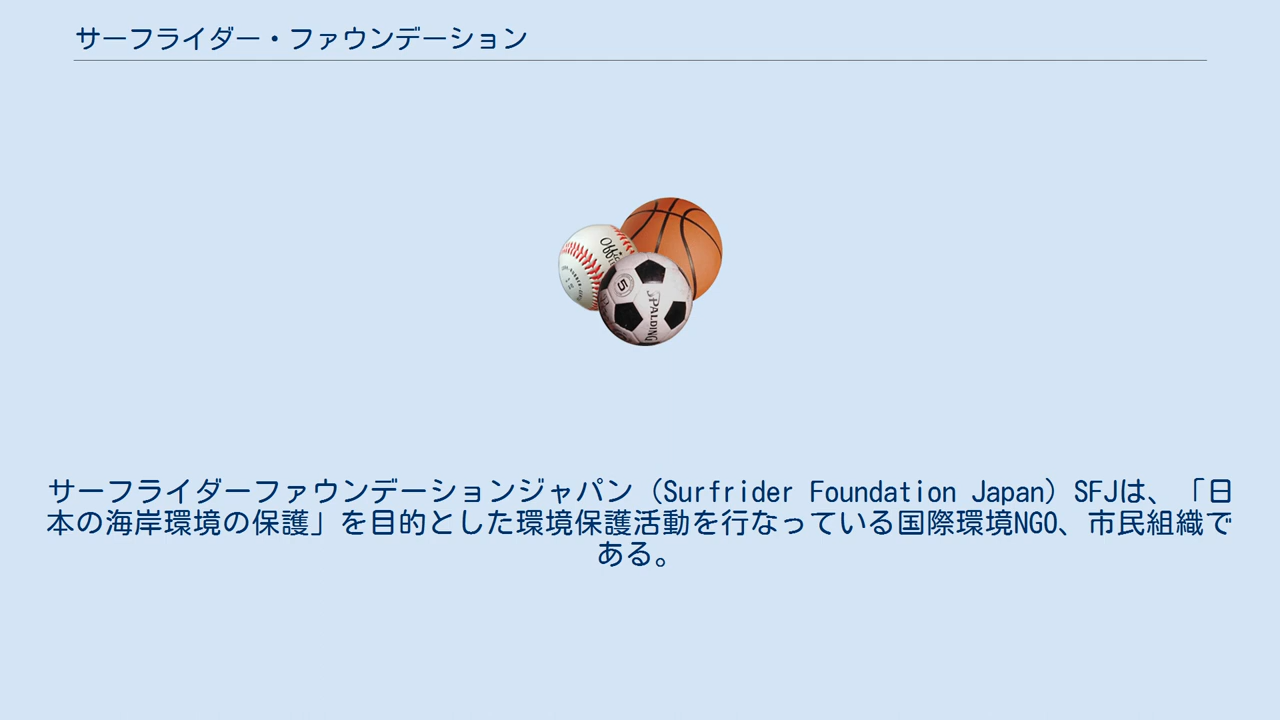 サーフライダー・ファウンデーション
Offici
5
SPALDING
サーフライダーファウンデーションジャパン（Surfrider Foundation Japan）SFJは、「日
本の海岸環境の保護」を目的とした環境保護活動を行なっている国際環境NGO、市民組織で
ある。